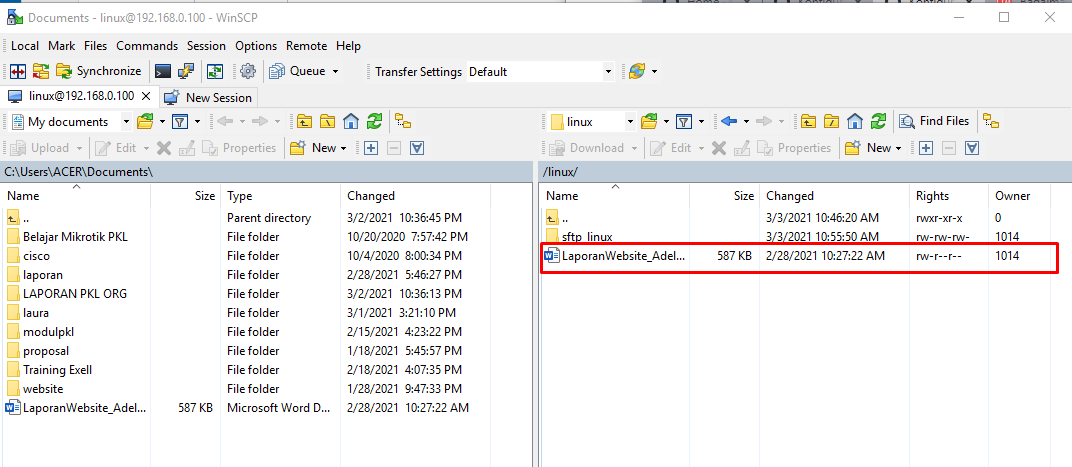 Documents - linux@192.168.0.100 - WinSCP
Local Mark Files Commands Session Options Remote Help
Synchronize Queue Transfer Settings Default
linux@192.168.0.100 New Session
My documents
Upload Edit Properties New
C:\Users\ACER\Documents\
Name Size Type Changed
.. Parent directory 3/2/2021 10:36:45 PM
Belajar Mikrotik PKL File folder 10/20/2020 7:57:42 PM
cisco File folder 10/4/2020 8:00:34 PM
laporan File folder 2/28/2021 5:46:27 PM
LAPORAN PKL ORG File folder 3/2/2021 10:36:13 PM
laura File folder 3/1/2021 3:21:10 PM
modulpkl File folder 2/15/2021 4:23:22 PM
proposal File folder 1/18/2021 5:45:57 PM
Training Exell File folder 2/18/2021 4:07:35 PM
website File folder 1/28/2021 9:47:33 PM
LaporanWebsite_Adel... 587 KB Microsoft Word D... 2/28/2021 10:27:22 AM
linux Find Files
Download Edit Properties New
/linux/
Name Size Changed Rights Owner
.. 3/3/2021 10:46:20 AM rwxr-xr-x 0
sftp_linux 3/3/2021 10:55:50 AM rw-rw-rw- 1014
LaporanWebsite_Adel... 587 KB 2/28/2021 10:27:22 AM rw-r--r-- 1014